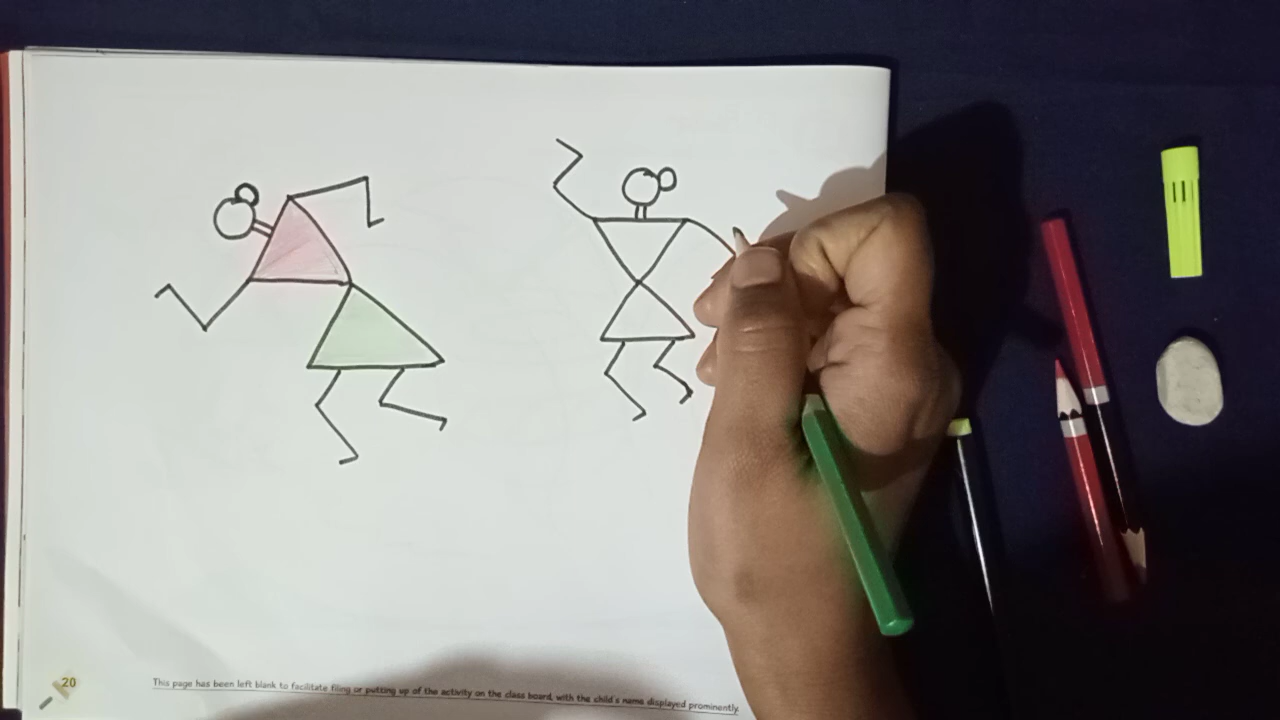 20
This page has been left blank to facilitate filing or putting up of the activity on the class board, with the child's name displayed prominently.